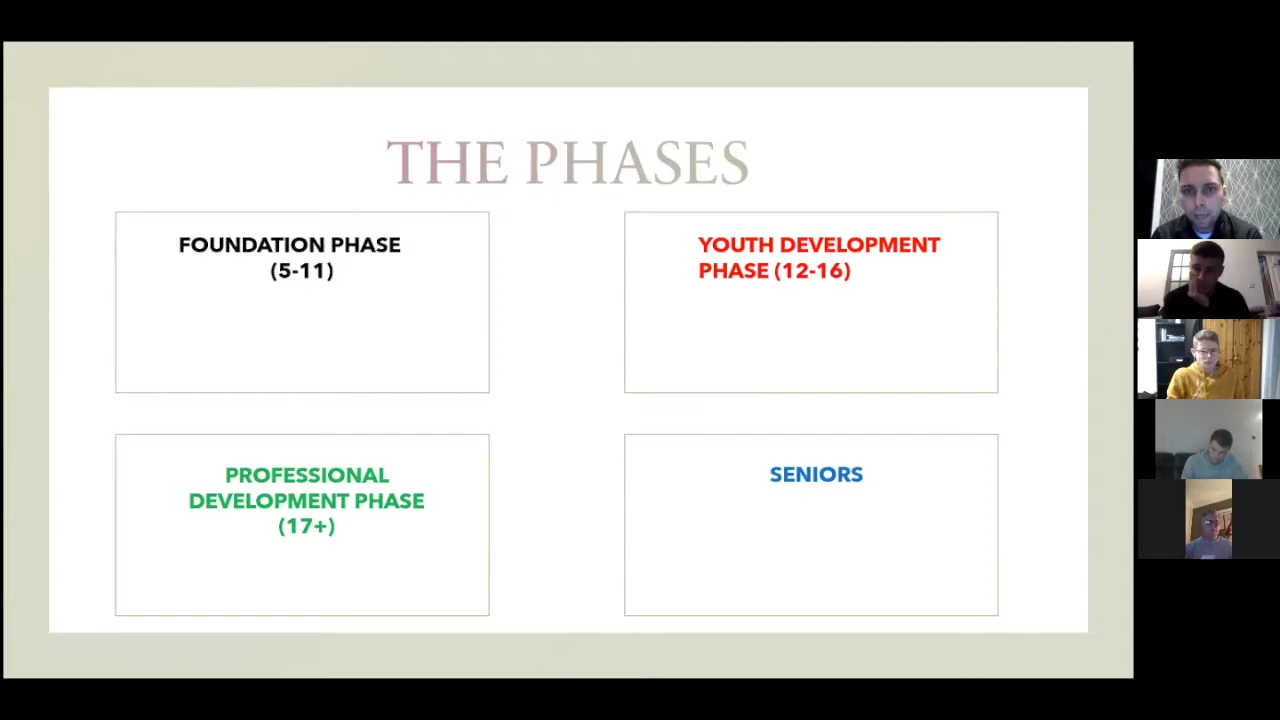 THE PHASES
FOUNDATION PHASE
(5-11)
YOUTH DEVELOPMENT
PHASE (12-16)
PROFESSIONAL
DEVELOPMENT PHASE
(17+)
SENIORS